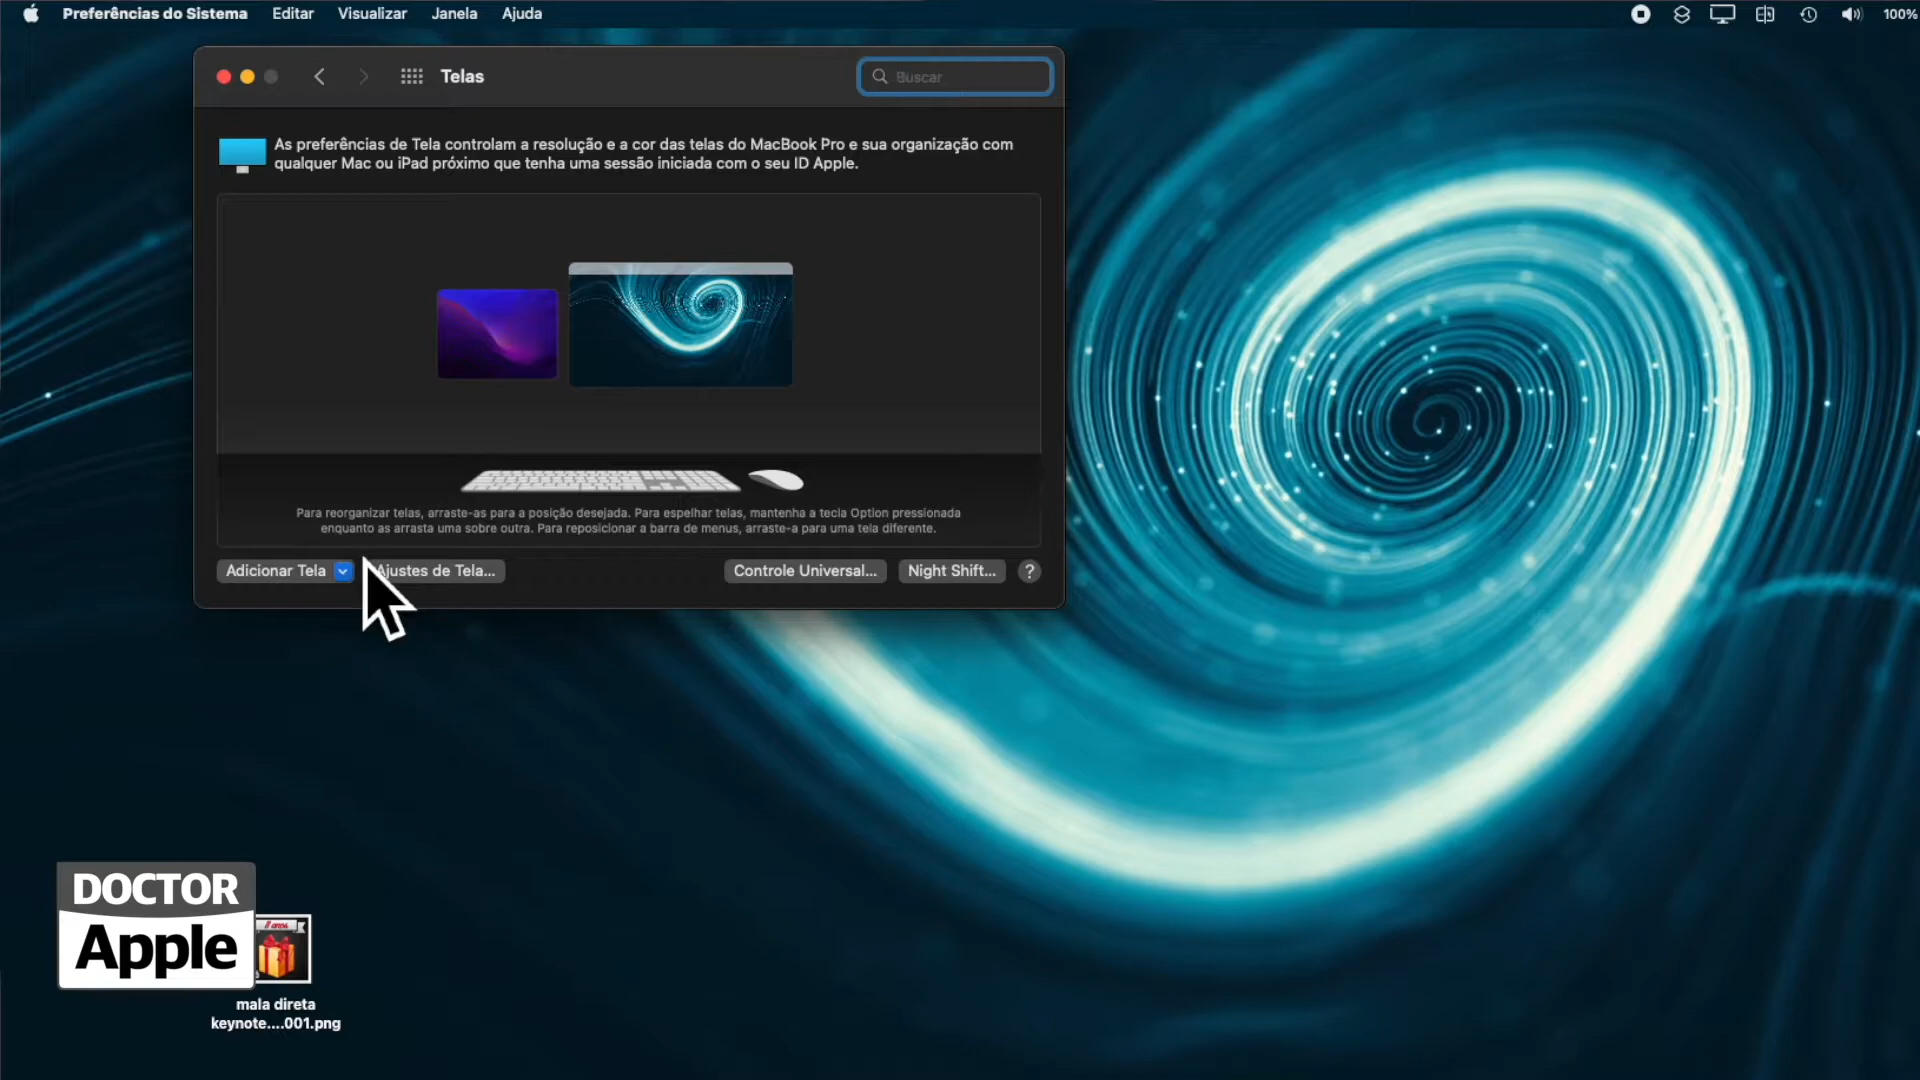 Preferências do Sistema Editar Visualizar Janela Ajuda 100%
Telas
Buscar
As preferências de Tela controlam a resolução e a cor das telas do MacBook Pro e sua organização com
qualquer Mac ou iPad próximo que tenha uma sessão iniciada com o seu ID Apple.
Para reorganizar telas, arraste-as para a posição desejada. Para espelhar telas, mantenha a tecla Option pressionada
enquanto as arrasta uma sobre outra. Para reposicionar a barra de menus, arraste-a para uma tela diferente.
Adicionar Tela Ajustes de Tela... Controle Universal... Night Shift... ?
DOCTOR
Apple
11 anos
mala direta
keynote....001.png